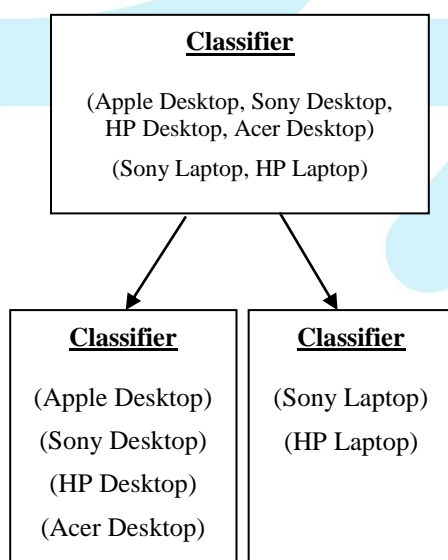 Classifier
(Apple Desktop, Sony Desktop,
HP Desktop, Acer Desktop)
(Sony Laptop, HP Laptop)
Classifier
(Apple Desktop)
(Sony Desktop)
(HP Desktop)
(Acer Desktop)
Classifier
(Sony Laptop)
(HP Laptop)